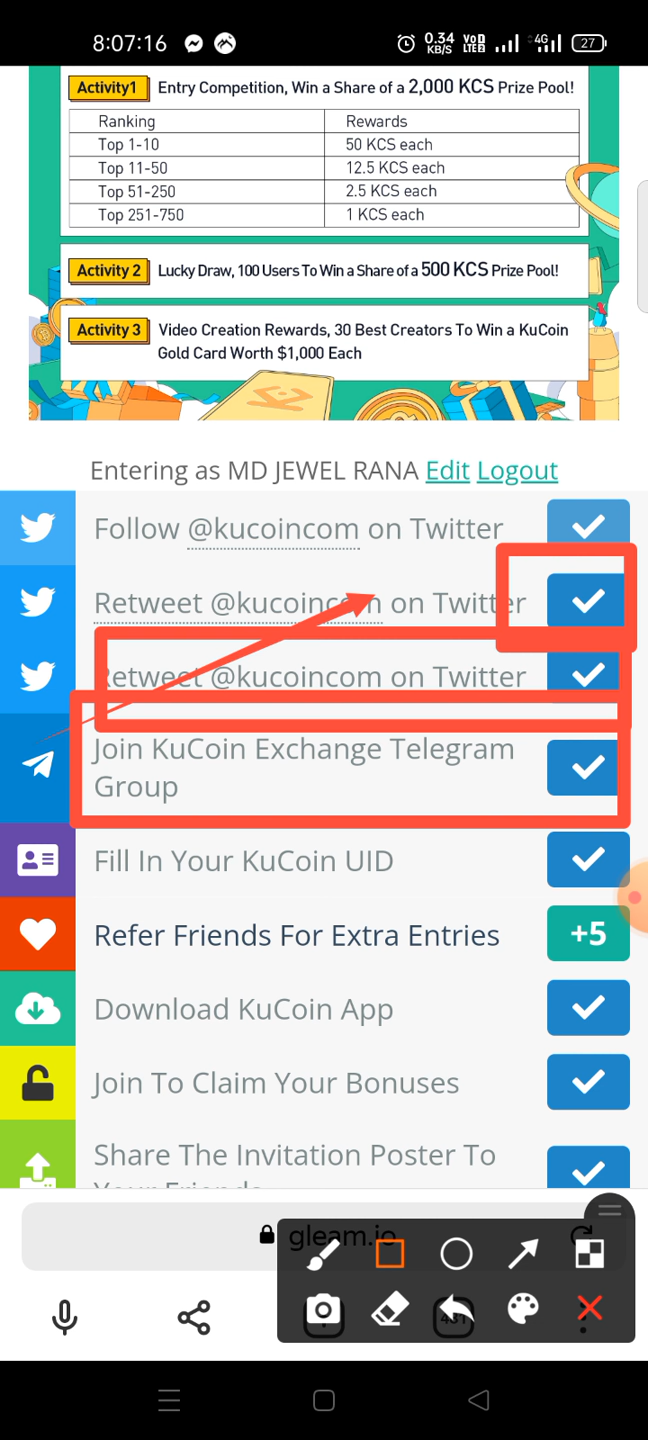 8:07:16
0.34
KB/S
Vo
LTE2
4G
27
Activity1 Entry Competition, Win a Share of a 2,000 KCS Prize Pool!
Ranking Rewards
Top 1-10 50 KCS each
Top 11-50 12.5 KCS each
Top 51-250 2.5 KCS each
Top 251-750 1 KCS each
Activity 2 Lucky Draw, 100 Users To Win a Share of a 500 KCS Prize Pool!
Activity 3 Video Creation Rewards, 30 Best Creators To Win a KuCoin
Gold Card Worth $1,000 Each
Entering as MD JEWEL RANA Edit Logout
Follow @kucoincom on Twitter
Retweet @kucoincom on Twitter
Retweet @kucoincom on Twitter
Join KuCoin Exchange Telegram
Group
Fill In Your KuCoin UID
Refer Friends For Extra Entries +5
Download KuCoin App
Join To Claim Your Bonuses
Share The Invitation Poster To
Your Friends
gleam.io